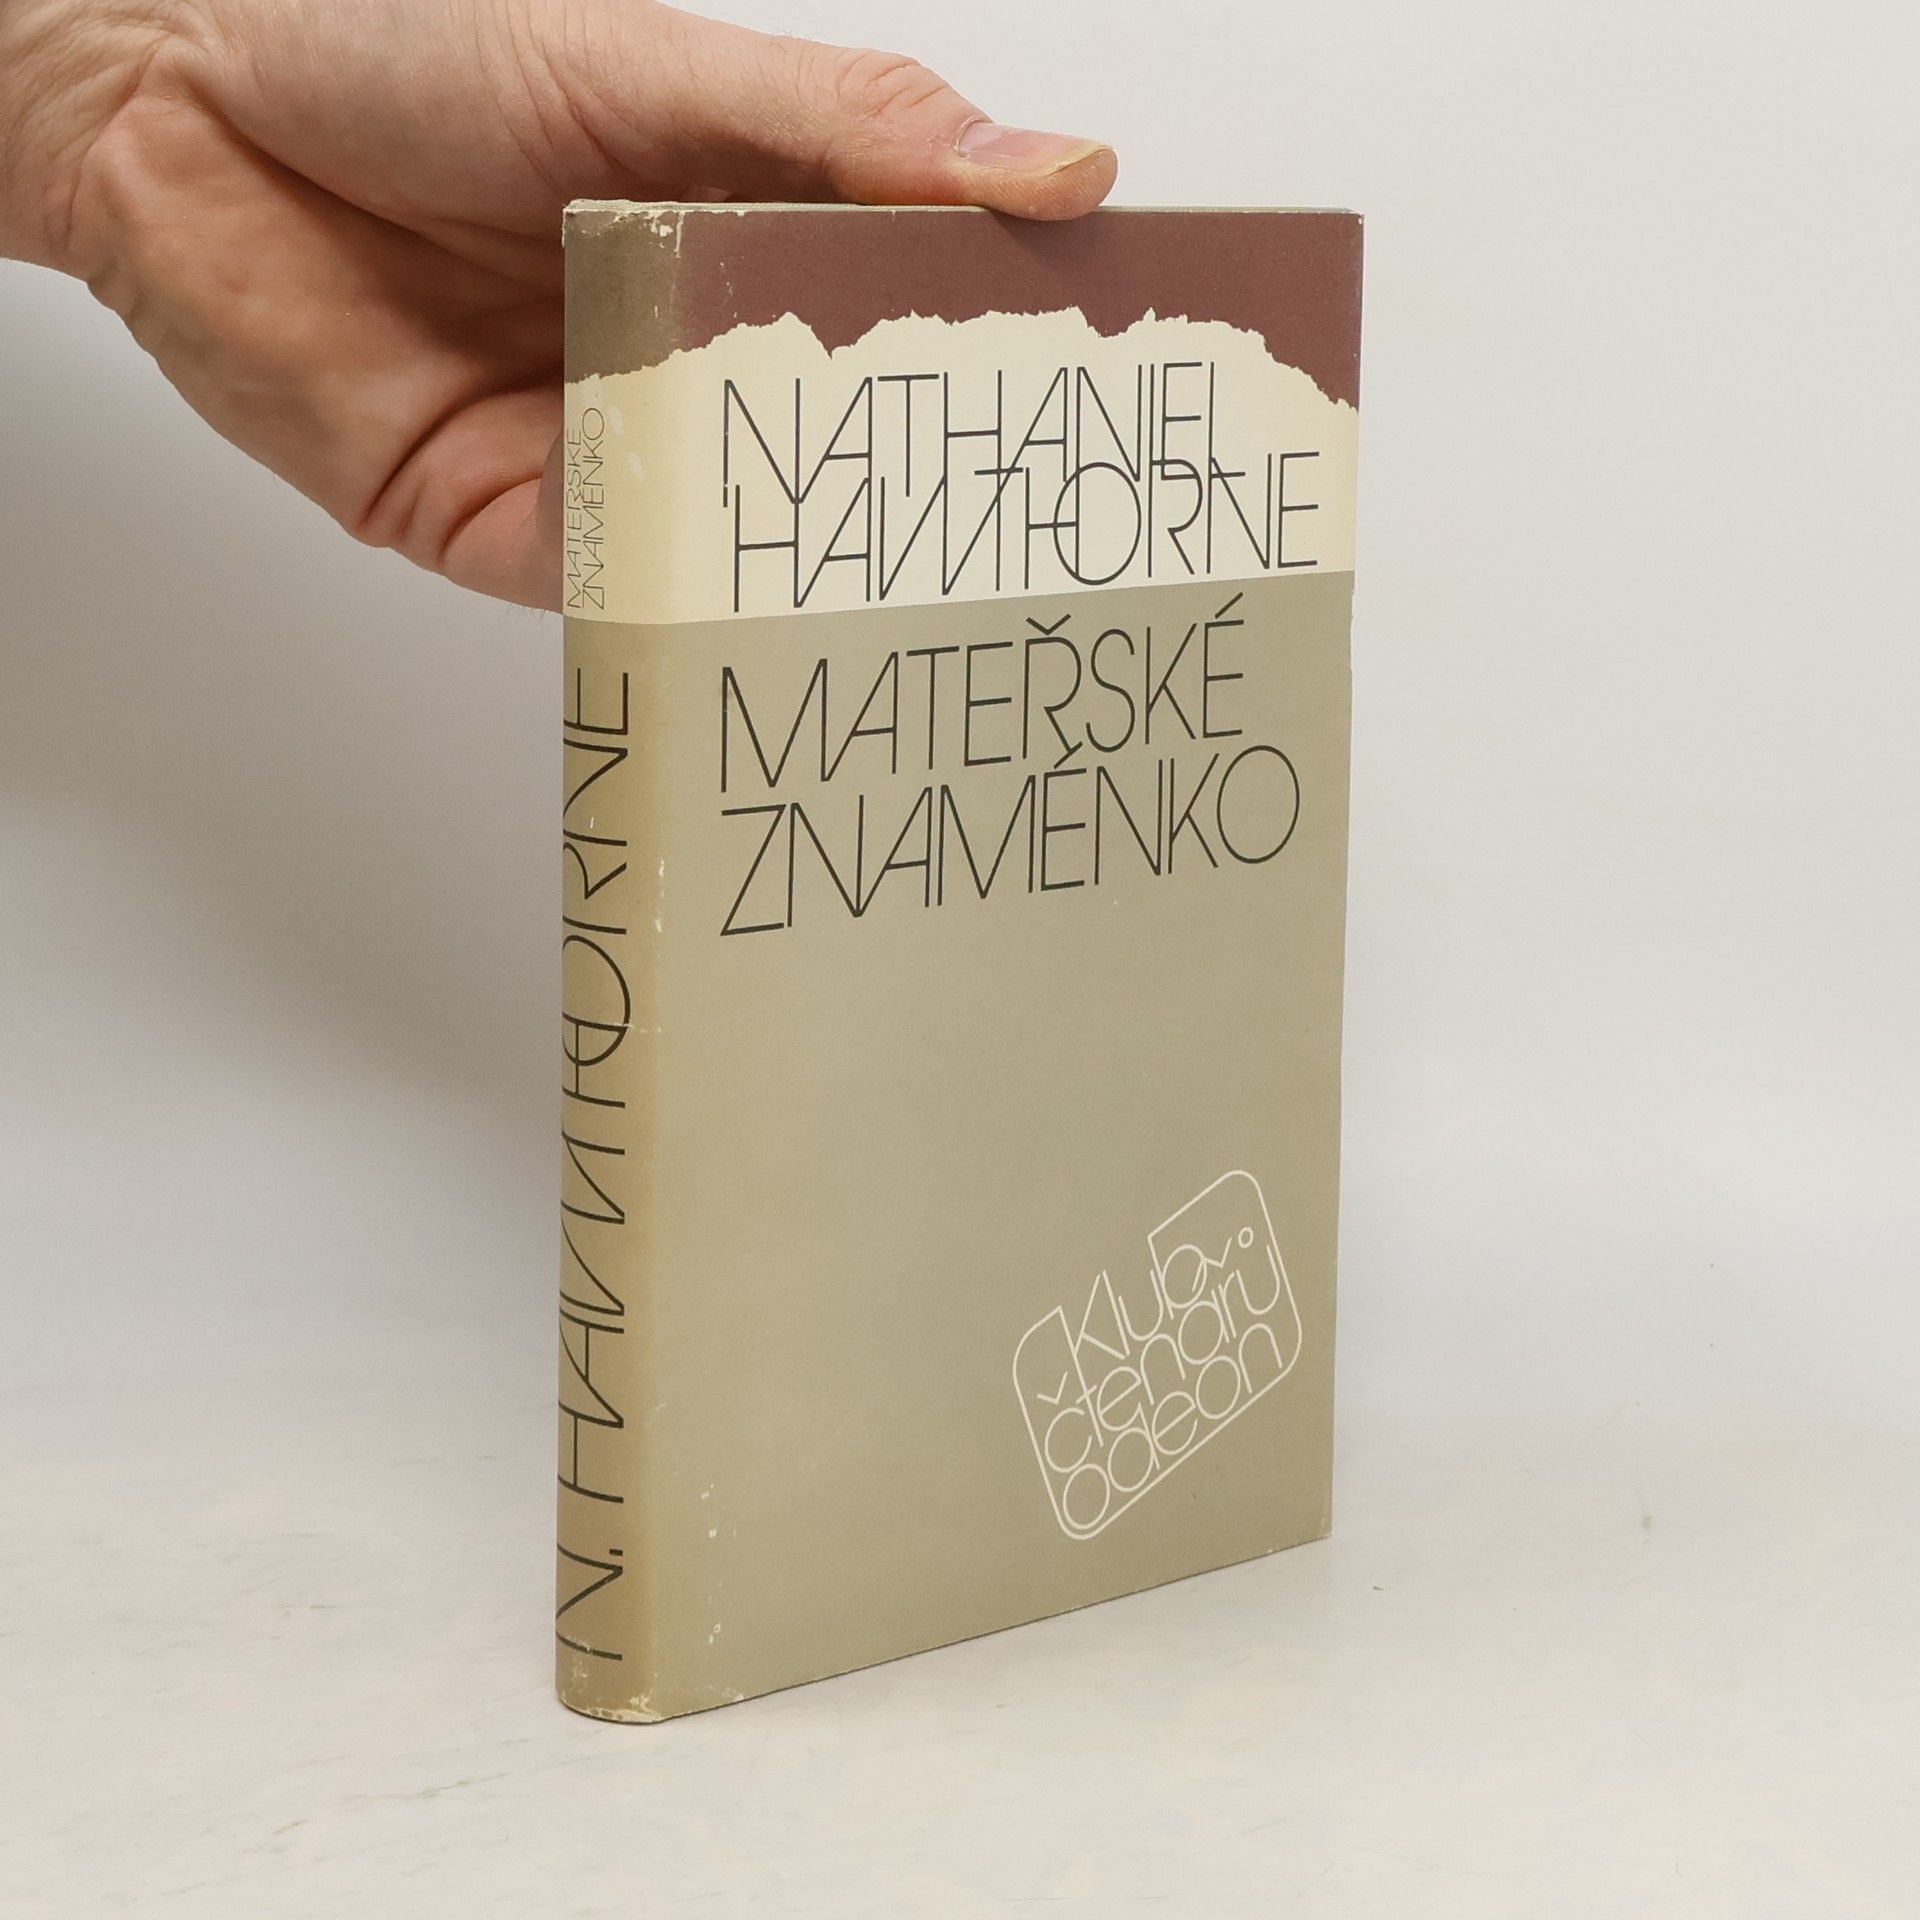 NATHANIEL
HAWTHORNE
MATEŘSKÉ
ZNAMÉNKO
klub
čtenářů
odeon
MATEŘSKÉ
ZNAMÉNKO
N. HAWTHORNE